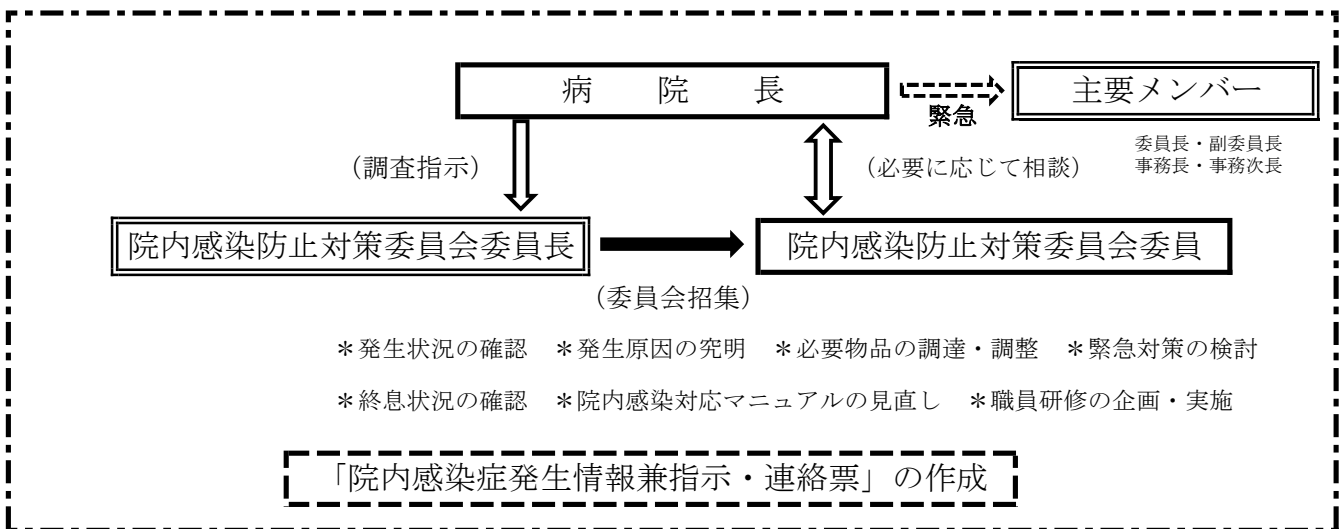 病　院　長
主要メンバー
緊急
委員長・副委員長
事務長・事務次長
（調査指示）
（必要に応じて相談）
院内感染防止対策委員会委員長
院内感染防止対策委員会委員
（委員会招集）
＊発生状況の確認　＊発生原因の究明　＊必要物品の調達・調整　＊緊急対策の検討
＊終息状況の確認　＊院内感染対応マニュアルの見直し　＊職員研修の企画・実施
「院内感染症発生情報兼指示・連絡票」の作成